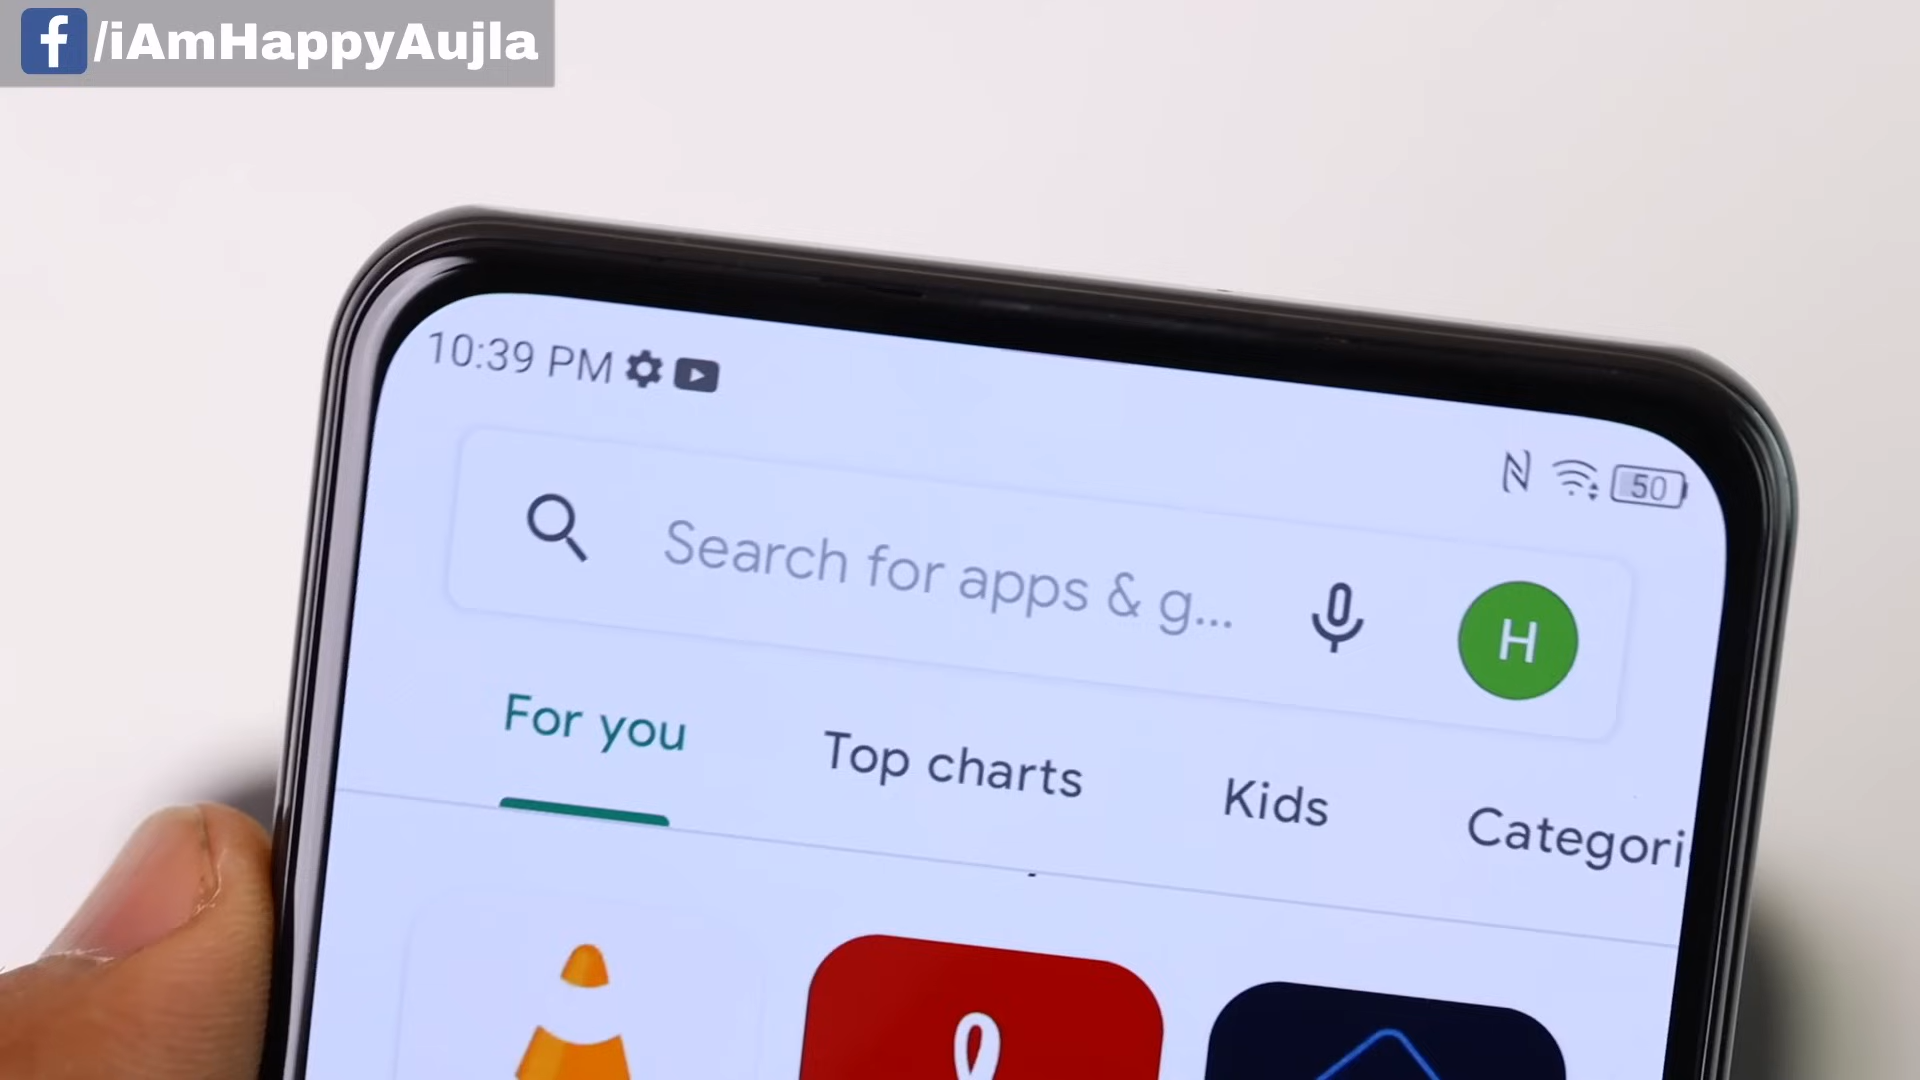 /iAmHappyAujla
10:39 PM
50
Search for apps & g...
H
For you
Top charts
Kids
Categori